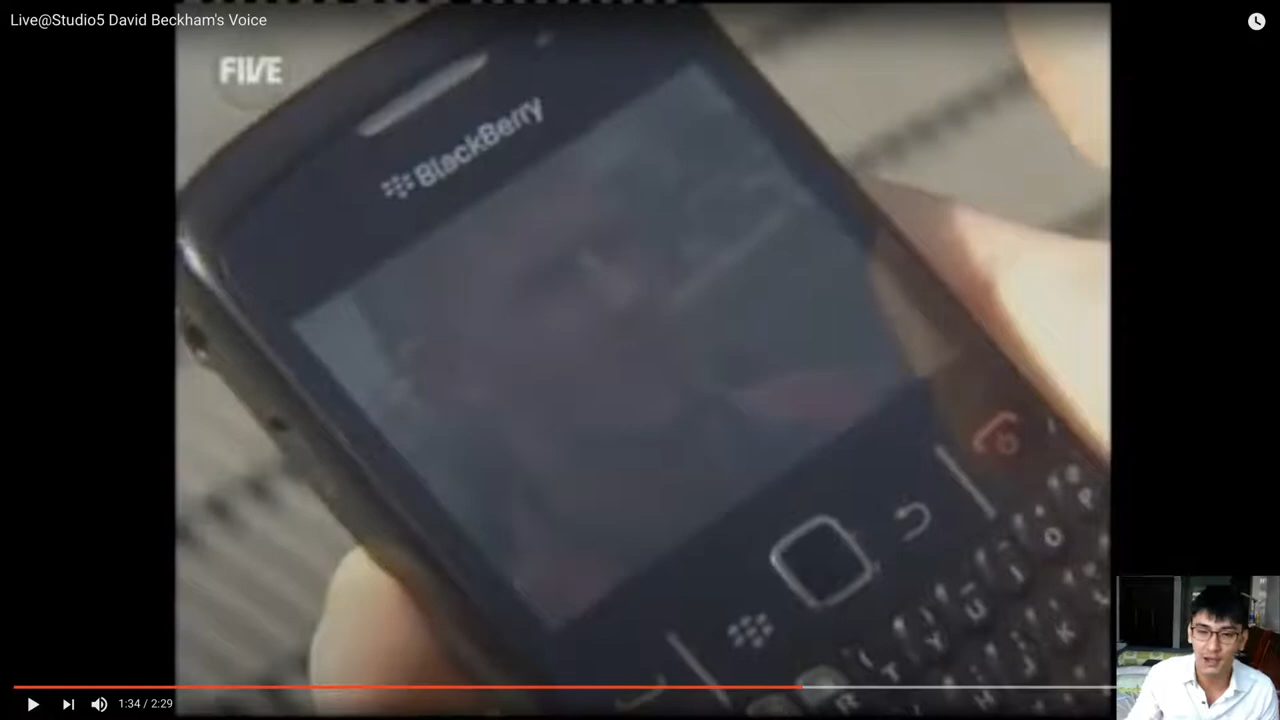 Live@Studio5 David Beckham's Voice
FIVE
BlackBerry
O
U
Y
T
R
J
K
H
1:34 / 2:29